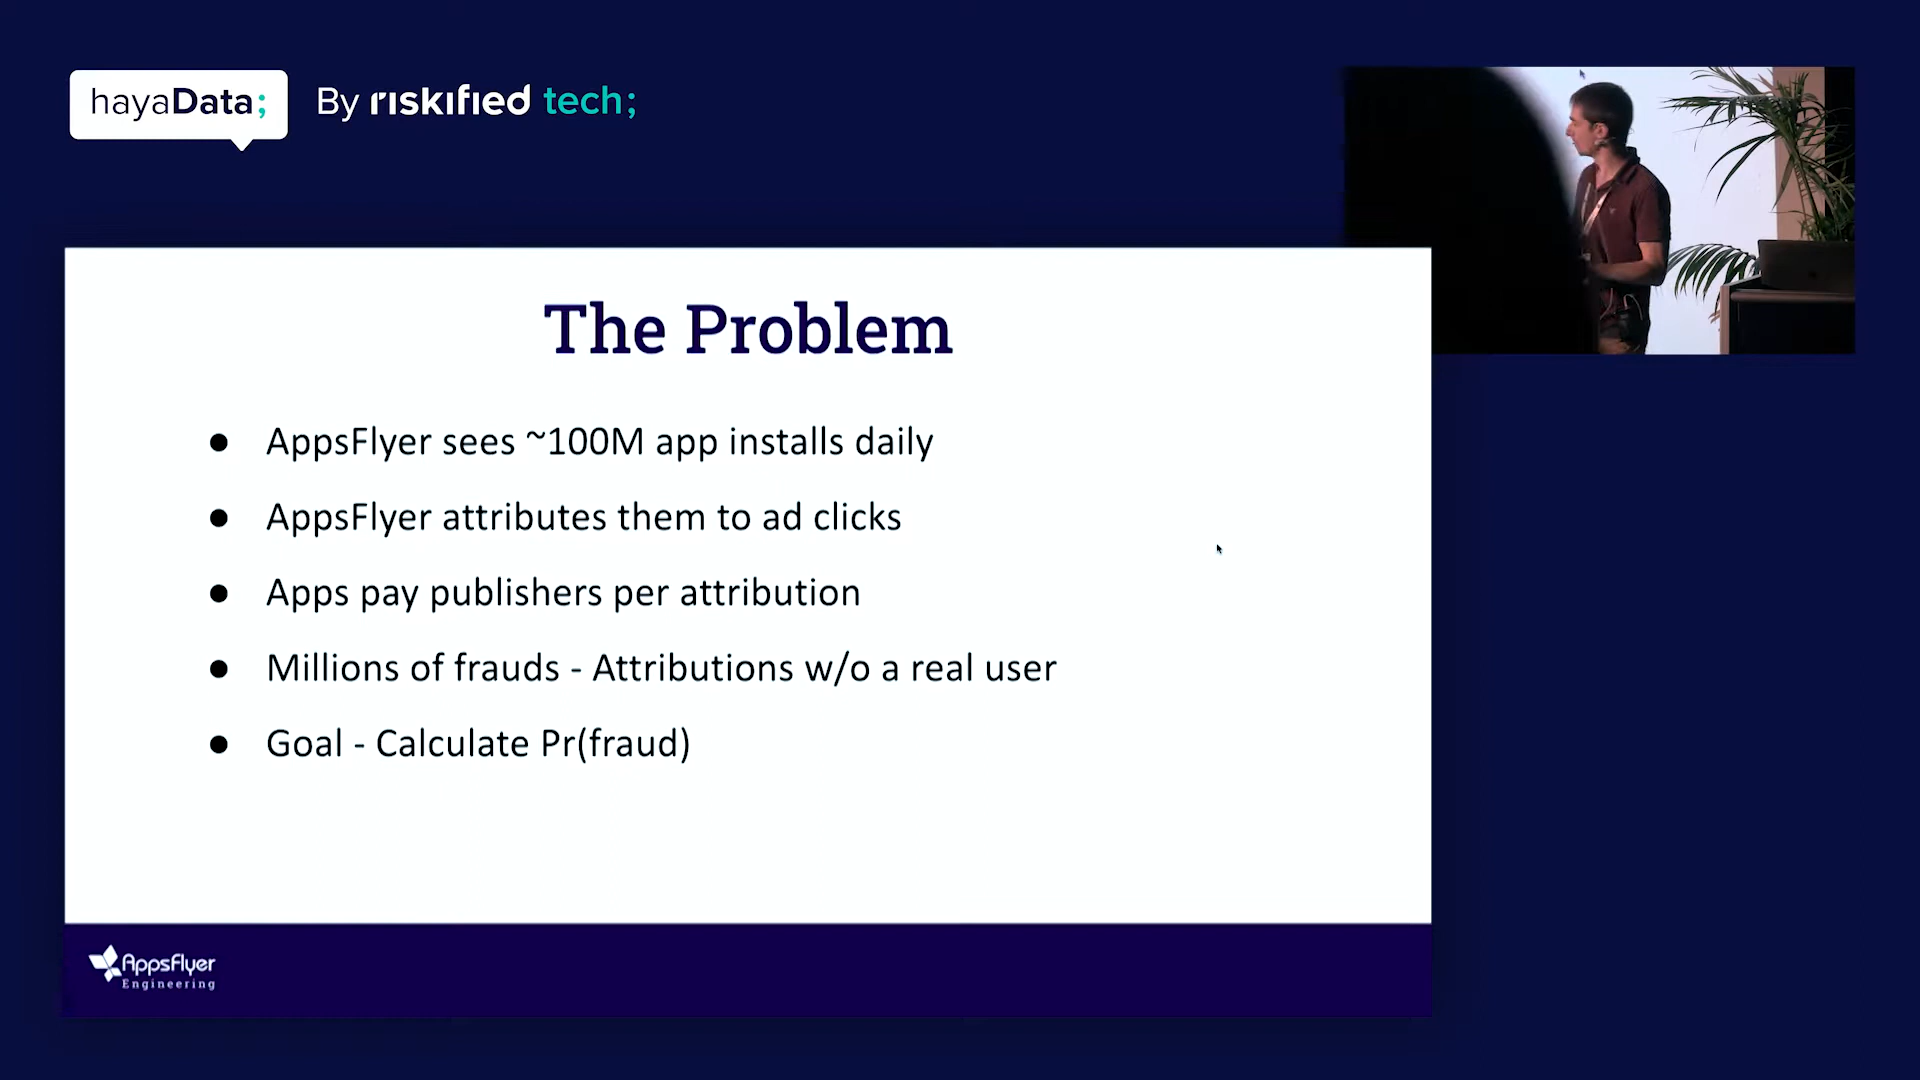 hayaData; By riskified tech;
The Problem
● AppsFlyer sees ~100M app installs daily
● AppsFlyer attributes them to ad clicks
● Apps pay publishers per attribution
● Millions of frauds - Attributions w/o a real user
● Goal - Calculate Pr(fraud)
AppsFlyer
Engineering